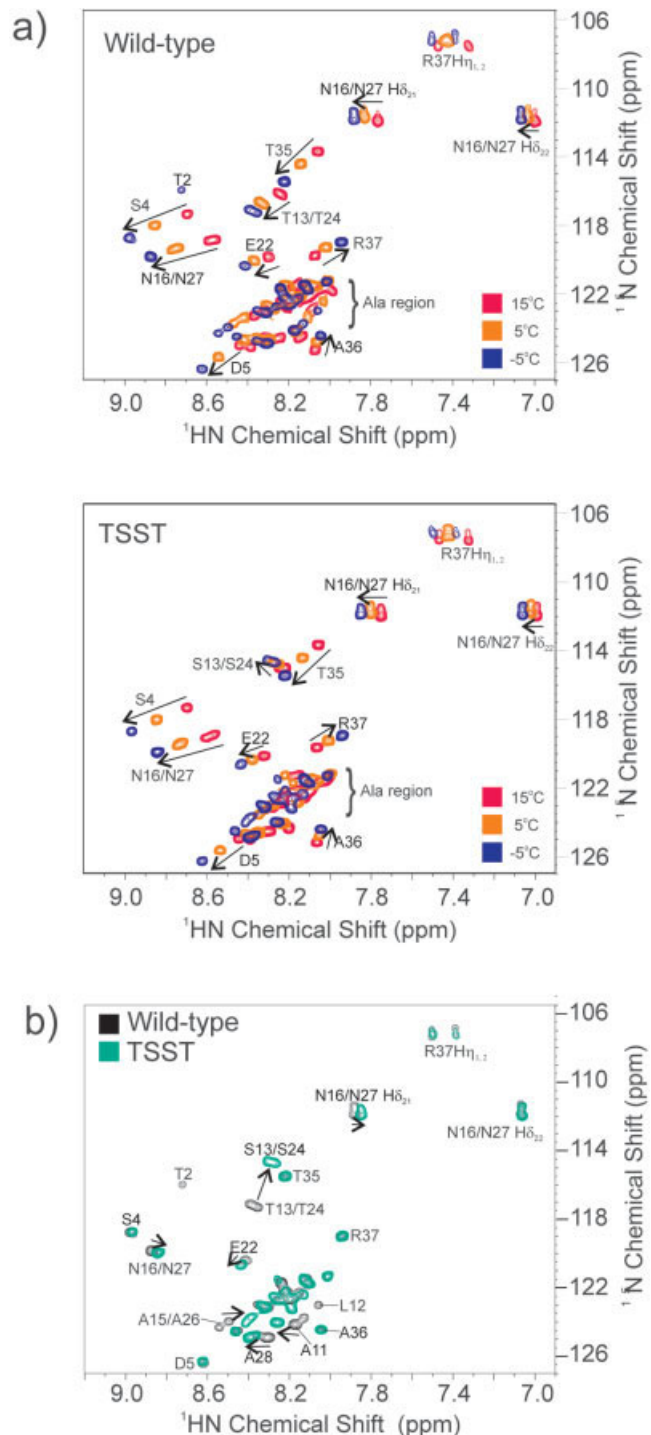 a)
Wild-type
R37Hη1,2
N16/N27 Hδ21
N16/N27 Hδ22
T35
T2
S4
T13/T24
E22
R37
N16/N27
Ala region
15°C
5°C
-5°C
A36
D5
106
110
114
118
122
126
N Chemical Shift (ppm)
9.0 8.6 8.2 7.8 7.4 7.0
1HN Chemical Shift (ppm)
TSST
R37Hη1,2
N16/N27 Hδ21
N16/N27 Hδ22
S13/S24
T35
S4
R37
E22
N16/N27
Ala region
15°C
5°C
-5°C
A36
D5
106
110
114
118
122
126
N Chemical Shift (ppm)
9.0 8.6 8.2 7.8 7.4 7.0
1HN Chemical Shift (ppm)
b)
Wild-type
TSST
R37Hη1,2
N16/N27 Hδ21
N16/N27 Hδ22
S13/S24
T2
T35
T13/T24
S4
E22
R37
N16/N27
L12
A15/A26
A36
A11
A28
D5
106
110
114
118
122
126
N Chemical Shift (ppm)
9.0 8.6 8.2 7.8 7.4 7.0
1HN Chemical Shift (ppm)